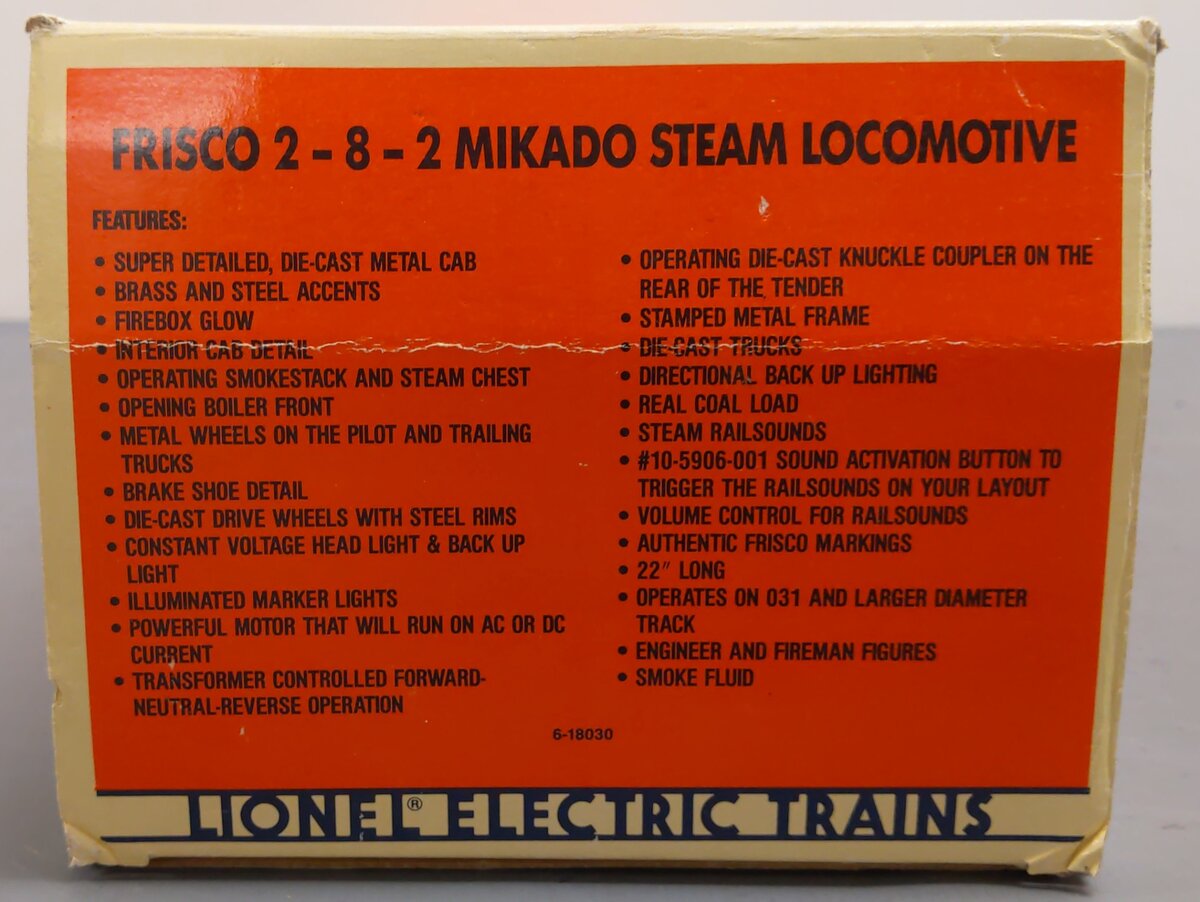 FRISCO 2 - 8 - 2 MIKADO STEAM LOCOMOTIVE
FEATURES:
• SUPER DETAILED, DIE-CAST METAL CAB
• BRASS AND STEEL ACCENTS
• FIREBOX GLOW
• INTERIOR CAB DETAIL
• OPERATING SMOKESTACK AND STEAM CHEST
• OPENING BOILER FRONT
• METAL WHEELS ON THE PILOT AND TRAILING
TRUCKS
• BRAKE SHOE DETAIL
• DIE-CAST DRIVE WHEELS WITH STEEL RIMS
• CONSTANT VOLTAGE HEAD LIGHT & BACK UP
LIGHT
• ILLUMINATED MARKER LIGHTS
• POWERFUL MOTOR THAT WILL RUN ON AC OR DC
CURRENT
• TRANSFORMER CONTROLLED FORWARD-
NEUTRAL-REVERSE OPERATION
• OPERATING DIE-CAST KNUCKLE COUPLER ON THE
REAR OF THE TENDER
• STAMPED METAL FRAME
• DIE-CAST TRUCKS
• DIRECTIONAL BACK UP LIGHTING
• REAL COAL LOAD
• STEAM RAILSOUNDS
• #10-5906-001 SOUND ACTIVATION BUTTON TO
TRIGGER THE RAILSOUNDS ON YOUR LAYOUT
• VOLUME CONTROL FOR RAILSOUNDS
• AUTHENTIC FRISCO MARKINGS
• 22" LONG
• OPERATES ON 031 AND LARGER DIAMETER
TRACK
• ENGINEER AND FIREMAN FIGURES
• SMOKE FLUID
6-18030
LIONEL® ELECTRIC TRAINS